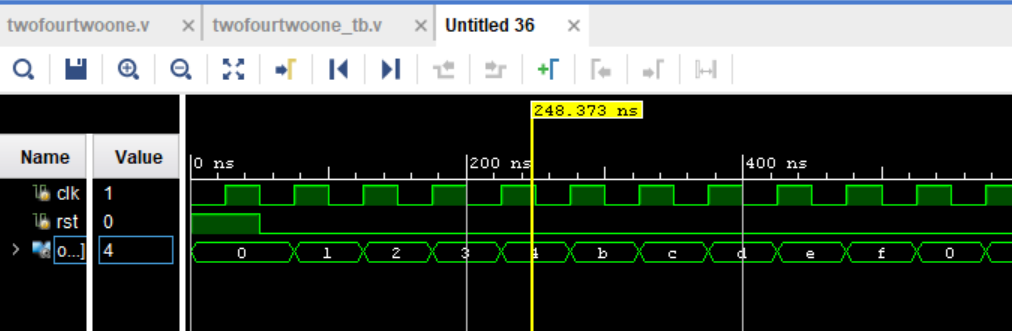 twofourtwoone.v × twofourtwoone_tb.v × Untitled 36 ×
248.373 ns
Name Value 0 ns 200 ns 400 ns
clk 1
rst 0
> o...] 4 0 1 2 3 4 b c d e f 0